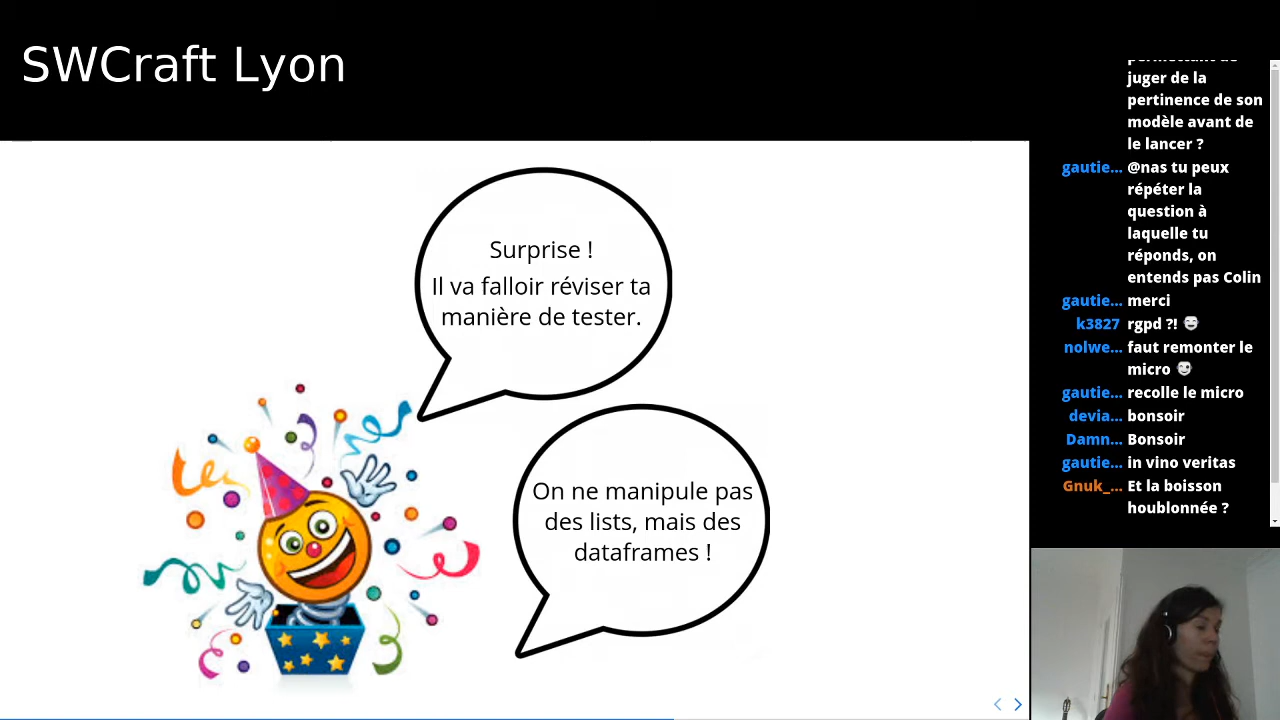 SWCraft Lyon
Surprise !
Il va falloir réviser ta
manière de tester.
On ne manipule pas
des lists, mais des
dataframes !
juger de la
pertinence de son
modèle avant de
le lancer ?
gautie... @nas tu peux
répéter la
question à
laquelle tu
réponds, on
entends pas Colin
gautie... merci
k3827 rgpd ?!
nolwe... faut remonter le
micro
gautie... recolle le micro
devia... bonsoir
Damn... Bonsoir
gautie... in vino veritas
Gnuk_... Et la boisson
houblonnée ?